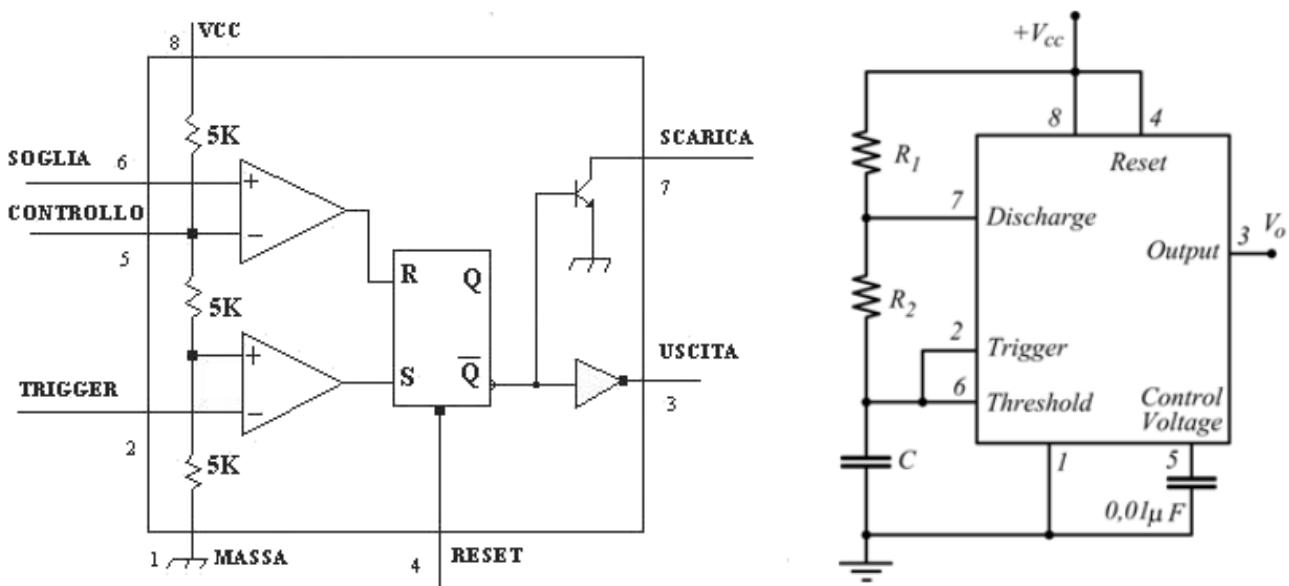 VCC
8
5K
SOGLIA 6
CONTROLLO
5
5K
TRIGGER
2
5K
1 MASSA
+
−
+
−
R Q
S Q̅
4 RESET
SCARICA
7
USCITA
3
+Vcc
8 4
Reset
R1
7 Discharge
Output 3 Vo
R2
2 Trigger
6 Threshold
Control
Voltage
C
1
5
0,01μF